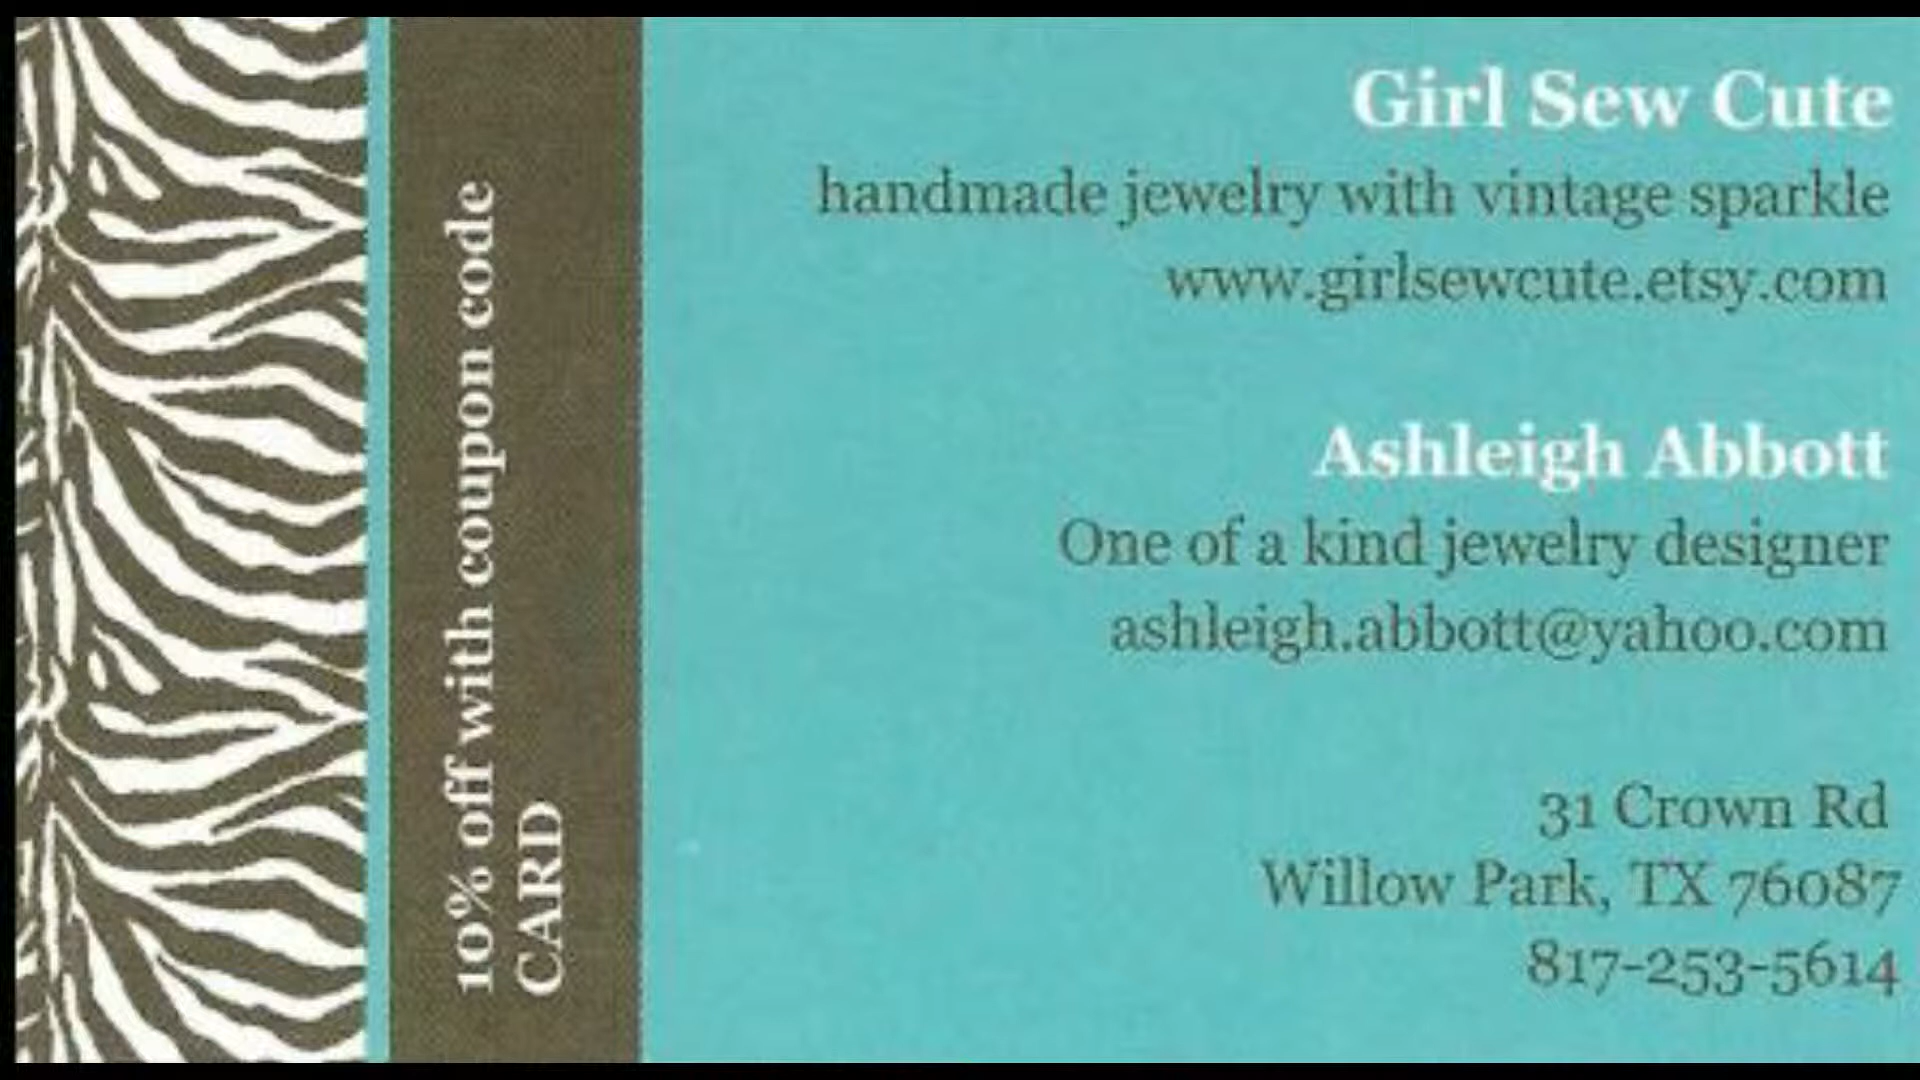 10% off with coupon code
CARD
Girl Sew Cute
handmade jewelry with vintage sparkle
www.girlsewcute.etsy.com
Ashleigh Abbott
One of a kind jewelry designer
ashleigh.abbott@yahoo.com
31 Crown Rd
Willow Park, TX 76087
817-253-5614